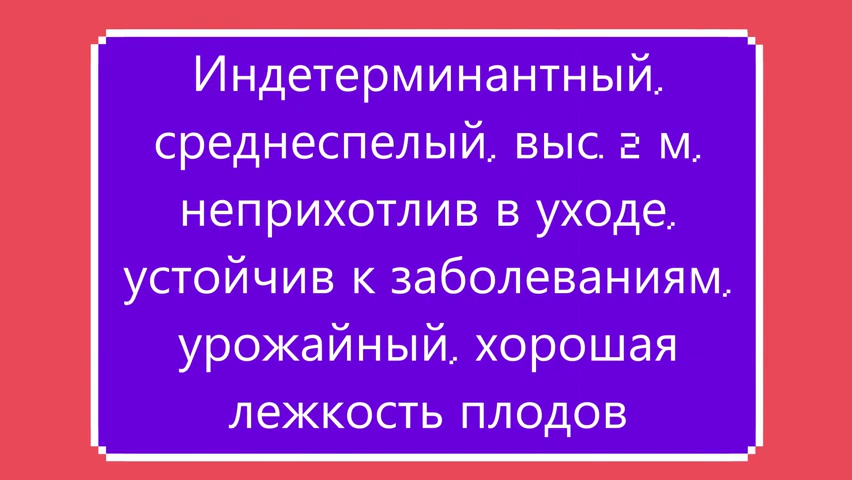 Индетерминантный,
среднеспелый, выс. 2 м,
неприхотлив в уходе,
устойчив к заболеваниям,
урожайный, хорошая
лежкость плодов